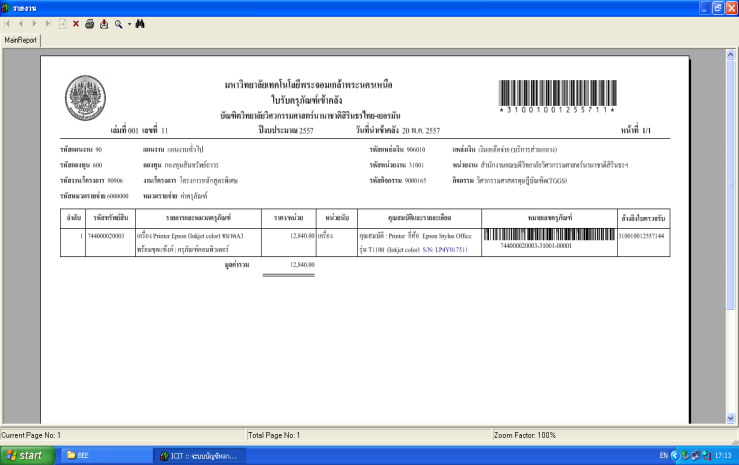 รายงาน
MainReport
มหาวิทยาลัยเทคโนโลยีพระจอมเกล้าพระนครเหนือ
ใบรับครุภัณฑ์เข้าคลัง
บัณฑิตวิทยาลัยวิศวกรรมศาสตร์นานาชาติสิรินธรไทย-เยอรมัน
*3100100125571​1*
เล่มที่ 001 เลขที่ 11 ปีงบประมาณ 2557 วันที่นำเข้าคลัง 20 พ.ค. 2557 หน้าที่ 1/1
รหัสแผนงาน 90 แผนงาน แผนงานทั่วไป รหัสแหล่งเงิน 906010 แหล่งเงิน เงินเหลือจ่าย (บริหารส่วนกลาง)
รหัสกองทุน 600 กองทุน กองทุนสินทรัพย์ถาวร รหัสหน่วยงาน 31001 หน่วยงาน สำนักงานคณบดีวิทยาลัยวิศวกรรมศาสตร์นานาชาติสิรินธรฯ
รหัสงาน/โครงการ 90906 งาน/โครงการ โครงการหลักสูตรพิเศษ รหัสกิจกรรม 9000165 กิจกรรม วิศวกรรมศาสตรดุษฎีบัณฑิต(TGGS)
รหัสหมวดรายจ่าย 6000000 หมวดรายจ่าย ค่าครุภัณฑ์
ลำดับ รหัสทรัพย์สิน รายการและหมวดครุภัณฑ์ ราคา/หน่วย หน่วยนับ คุณสมบัติและรายละเอียด หมายเลขครุภัณฑ์ อ้างอิงใบตรวจรับ
1 744000020003 เครื่อง Printer Epson (Inkjet color) ขนาดA3 12,840.00 เครื่อง คุณสมบัติ : Printer ยี่ห้อ Epson Stylus Office 310010012557144
พร้อมชุดแท็งค์ | ครุภัณฑ์คอมพิวเตอร์ รุ่น T1100 (Inkjet color) S/N: LP4Y017511 744000020003-31001-00001
มูลค่ารวม 12,840.00
Current Page No: 1 Total Page No: 1 Zoom Factor: 100%
start BEE ICIT :: ระบบบัญชีหลา... EN 17:13